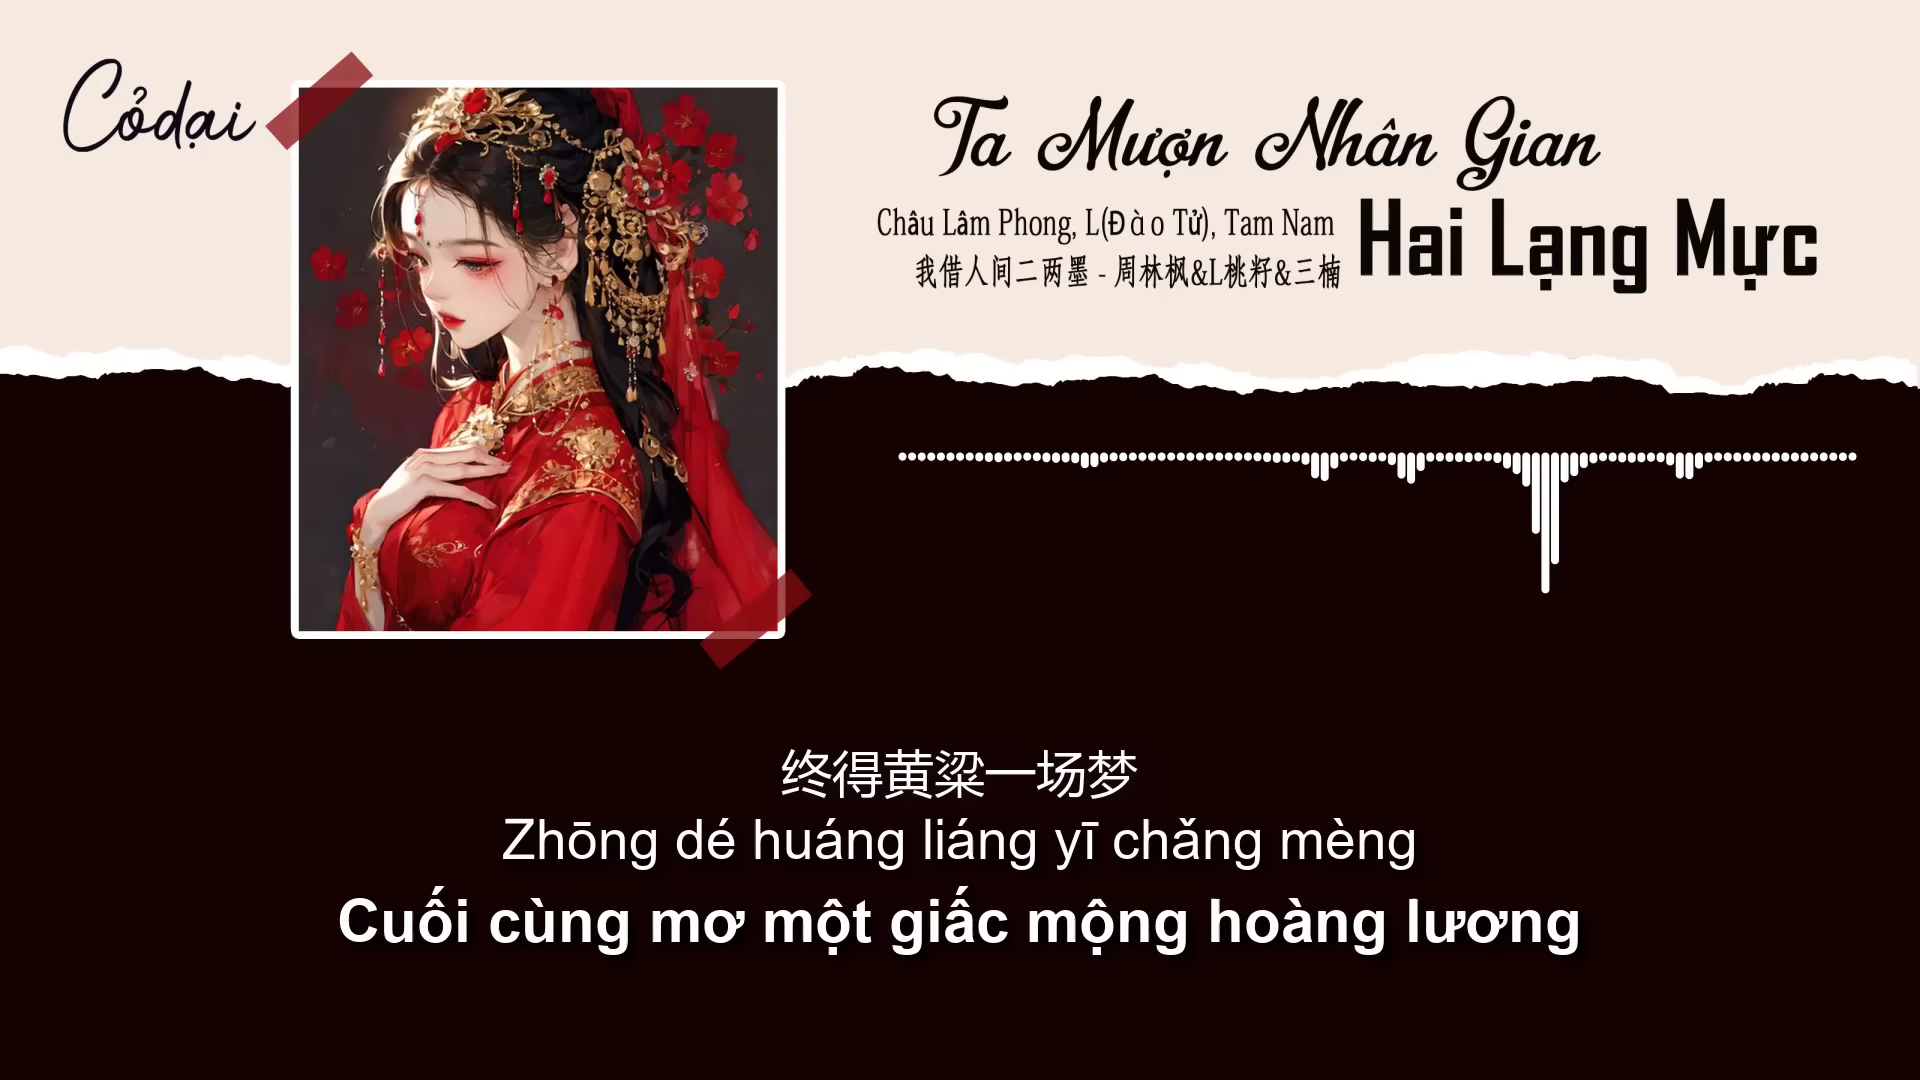 Cỏdại
Ta Mượn Nhân Gian
Hai Lạng Mực
Châu Lâm Phong, L(Đào Tử), Tam Nam
我借人间二两墨 - 周林枫&L桃籽&三楠
终得黄粱一场梦
Zhōng dé huáng liáng yī chǎng mèng
Cuối cùng mơ một giấc mộng hoàng lương